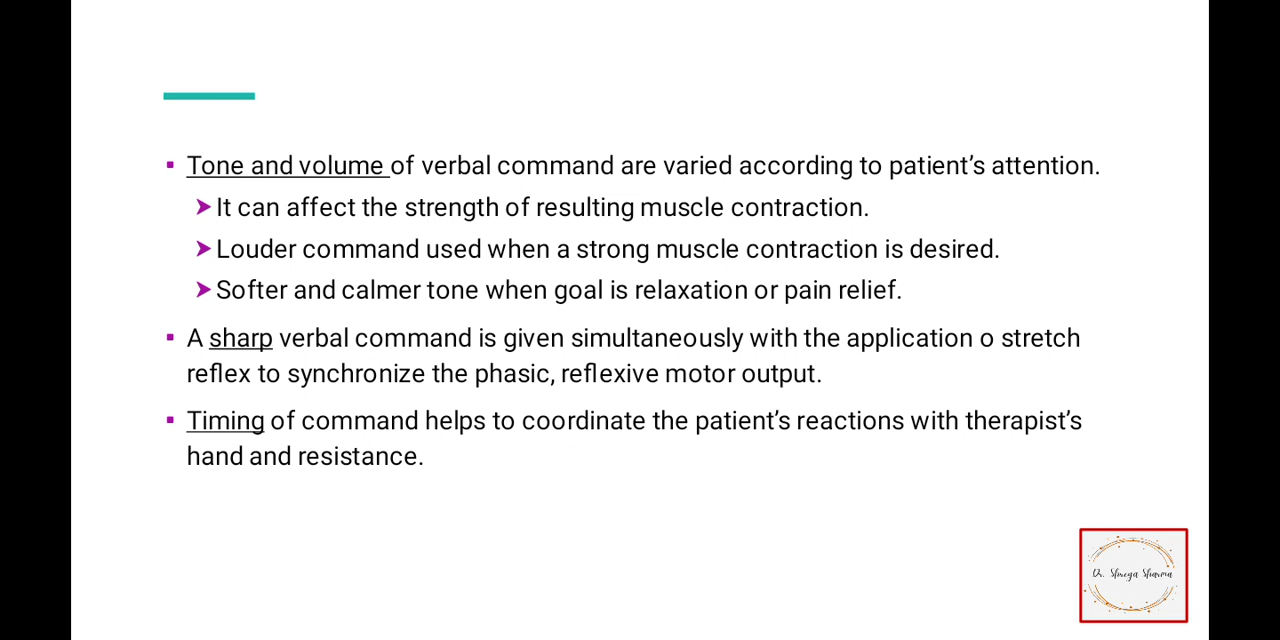 Tone and volume of verbal command are varied according to patient’s attention.
It can affect the strength of resulting muscle contraction.
Louder command used when a strong muscle contraction is desired.
Softer and calmer tone when goal is relaxation or pain relief.
A sharp verbal command is given simultaneously with the application o stretch
reflex to synchronize the phasic, reflexive motor output.
Timing of command helps to coordinate the patient’s reactions with therapist’s
hand and resistance.
Dr. Shreya Sharma